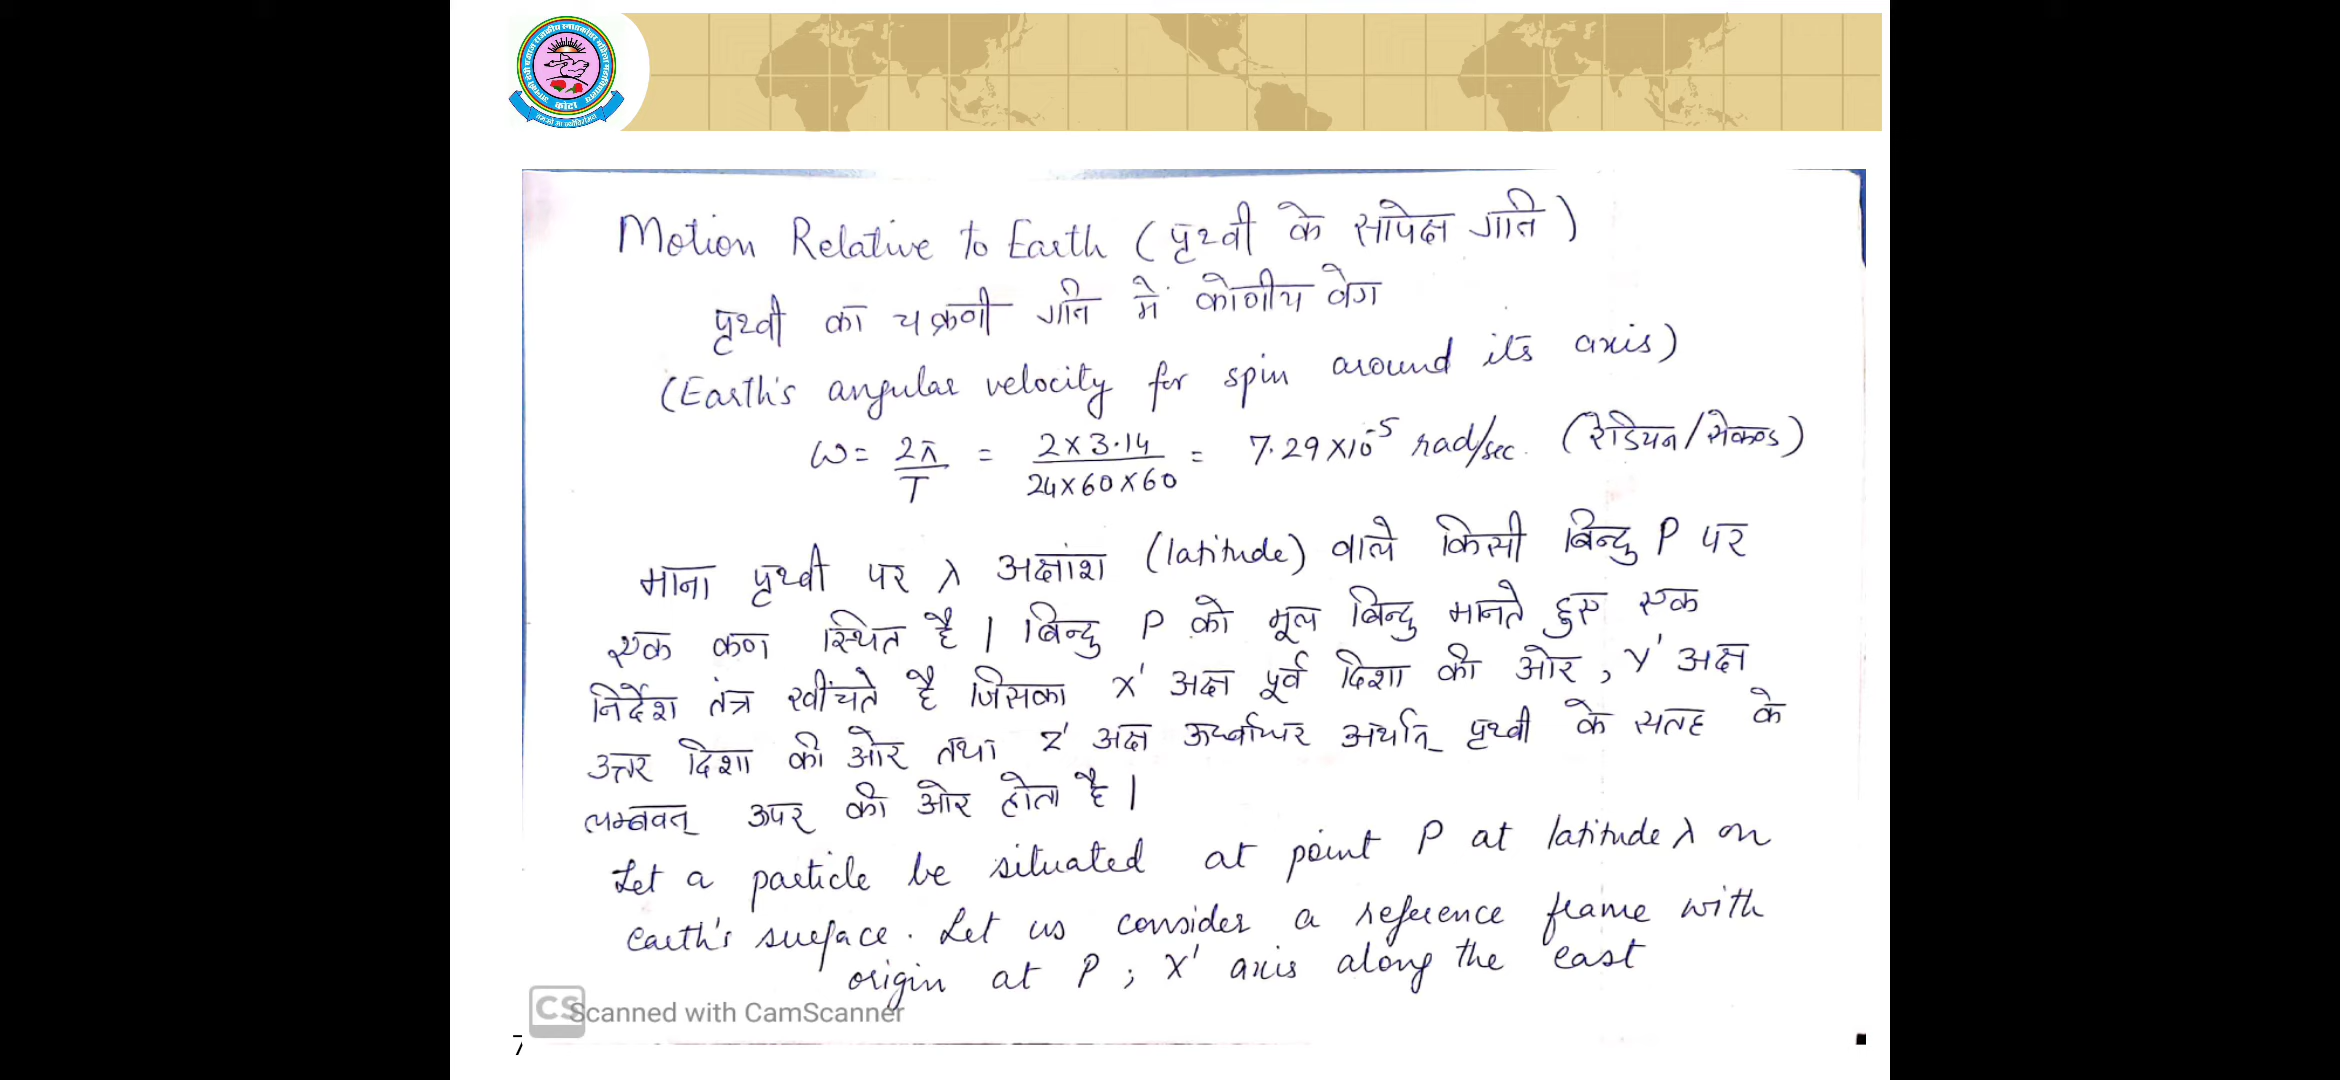 कोटा
Motion Relative to Earth (पृथ्वी के सापेक्ष गति)
पृथ्वी का चक्रणी गति में कोणीय वेग
(Earth's angular velocity for spin around its axis)
ω = 2π/T = 2 x 3.14 / 24 x 60 x 60 = 7.29 x 10⁻⁵ rad/sec. (रेडियन/सेकण्ड)
माना पृथ्वी पर λ अक्षांश (latitude) वाले किसी बिन्दु P पर
एक कण स्थित है। बिन्दु P को मूल बिन्दु मानते हुए एक
निर्देश तंत्र खींचते है जिसका X' अक्ष पूर्व दिशा की ओर, Y' अक्ष
उत्तर दिशा की ओर तथा Z' अक्ष ऊर्ध्वाधर अर्थात् पृथ्वी के सतह के
लम्बवत् उपर की ओर होता है।
Let a particle be situated at point P at latitude λ on
earth's surface. Let us consider a reference frame with
origin at P; X' axis along the east
CS Scanned with CamScanner
7